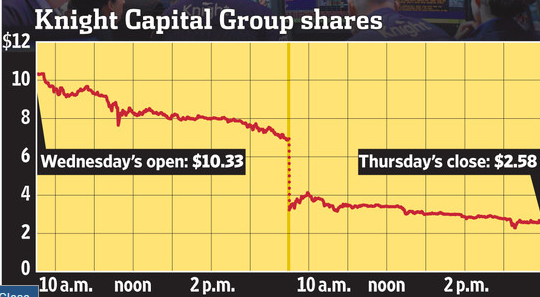 Knight Capital Group shares
$12
10
8
6
4
2
0
Wednesday's open: $10.33
Thursday's close: $2.58
10 a.m. noon 2 p.m. 10 a.m. noon 2 p.m.
Close